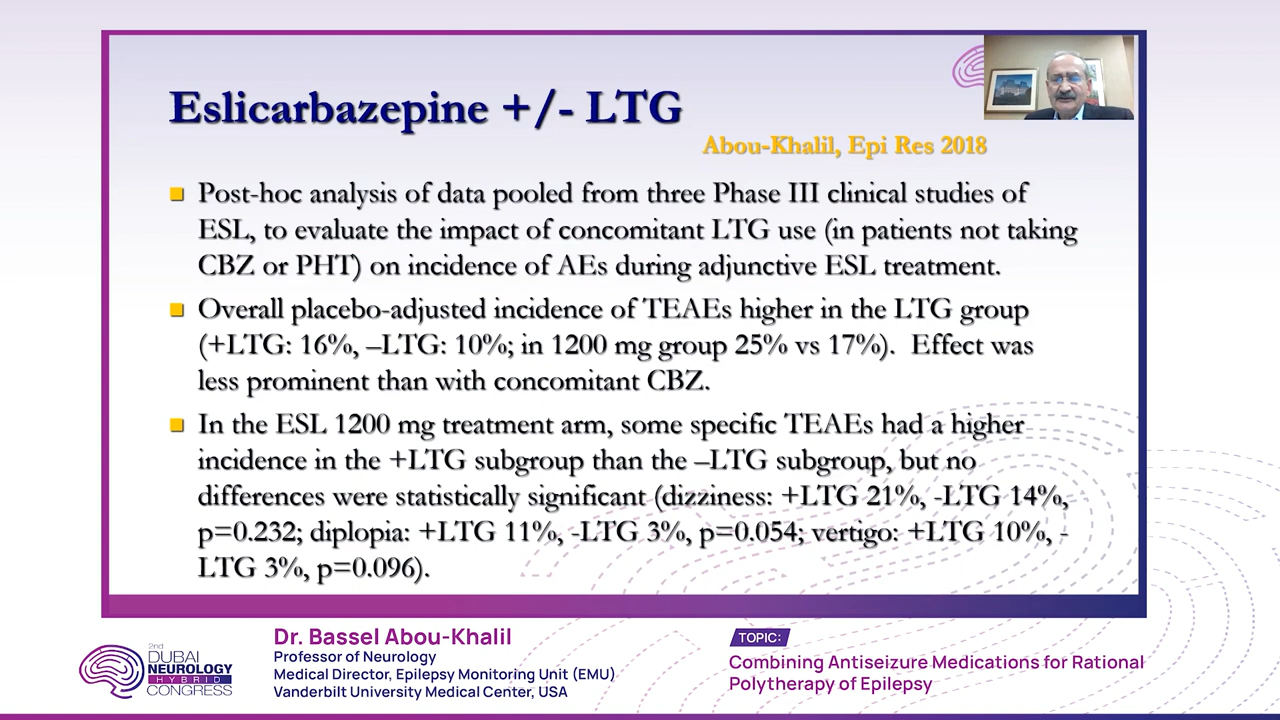 Eslicarbazepine +/- LTG
Abou-Khalil, Epi Res 2018
Post-hoc analysis of data pooled from three Phase III clinical studies of
ESL, to evaluate the impact of concomitant LTG use (in patients not taking
CBZ or PHT) on incidence of AEs during adjunctive ESL treatment.
Overall placebo-adjusted incidence of TEAEs higher in the LTG group
(+LTG: 16%, –LTG: 10%; in 1200 mg group 25% vs 17%). Effect was
less prominent than with concomitant CBZ.
In the ESL 1200 mg treatment arm, some specific TEAEs had a higher
incidence in the +LTG subgroup than the –LTG subgroup, but no
differences were statistically significant (dizziness: +LTG 21%, -LTG 14%,
p=0.232; diplopia: +LTG 11%, -LTG 3%, p=0.054; vertigo: +LTG 10%, -
LTG 3%, p=0.096).
2nd
DUBAI
NEUROLOGY
HYBRID
CONGRESS
Dr. Bassel Abou-Khalil
Professor of Neurology
Medical Director, Epilepsy Monitoring Unit (EMU)
Vanderbilt University Medical Center, USA
TOPIC:
Combining Antiseizure Medications for Rational
Polytherapy of Epilepsy